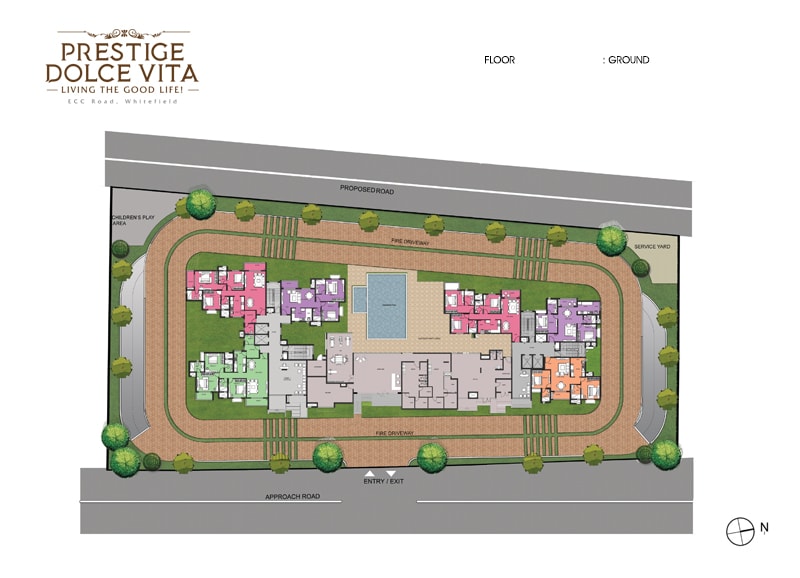 PRESTIGE
DOLCE VITA
LIVING THE GOOD LIFE!
ECC Road, Whitefield
FLOOR : GROUND
PROPOSED ROAD
CHILDREN'S PLAY
AREA
FIRE DRIVEWAY
SERVICE YARD
FIRE DRIVEWAY
ENTRY / EXIT
APPROACH ROAD
N